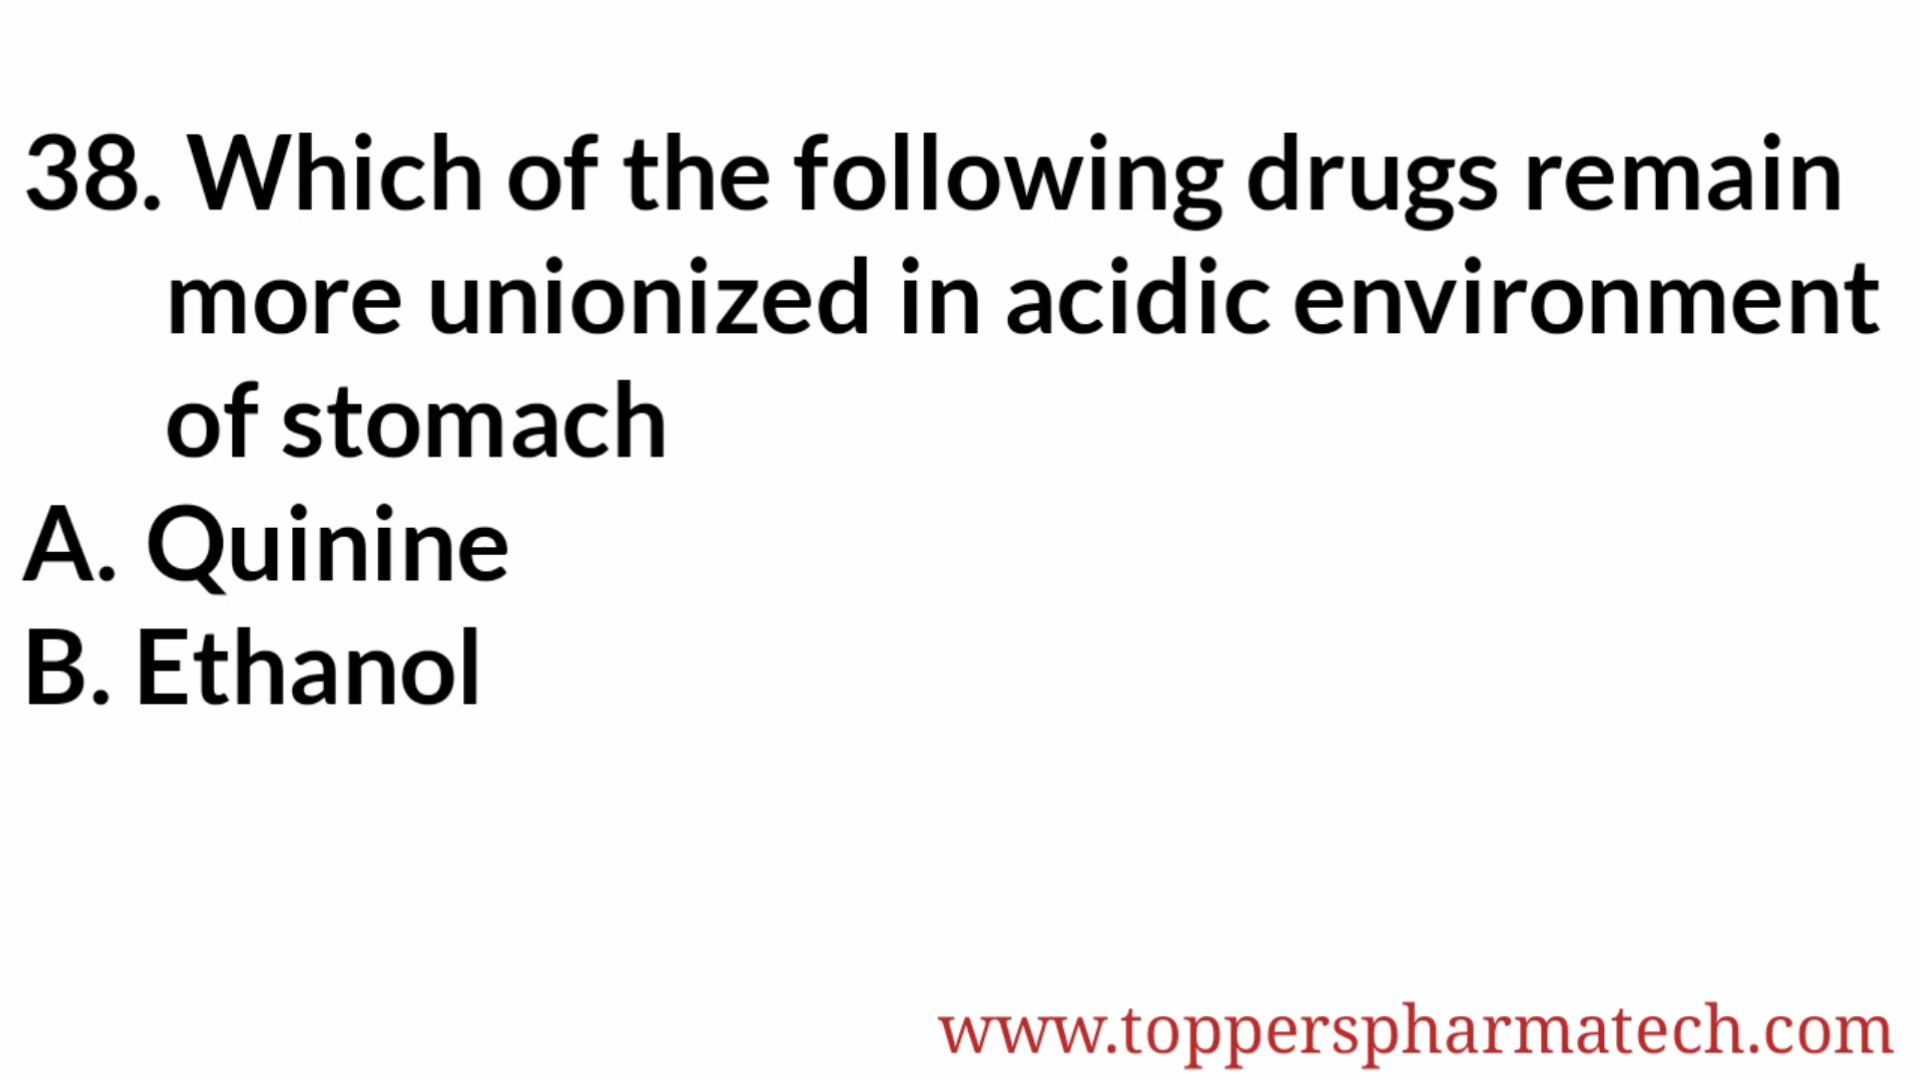 38. Which of the following drugs remain
more unionized in acidic environment
of stomach
A. Quinine
B. Ethanol
www.topperspharmatech.com